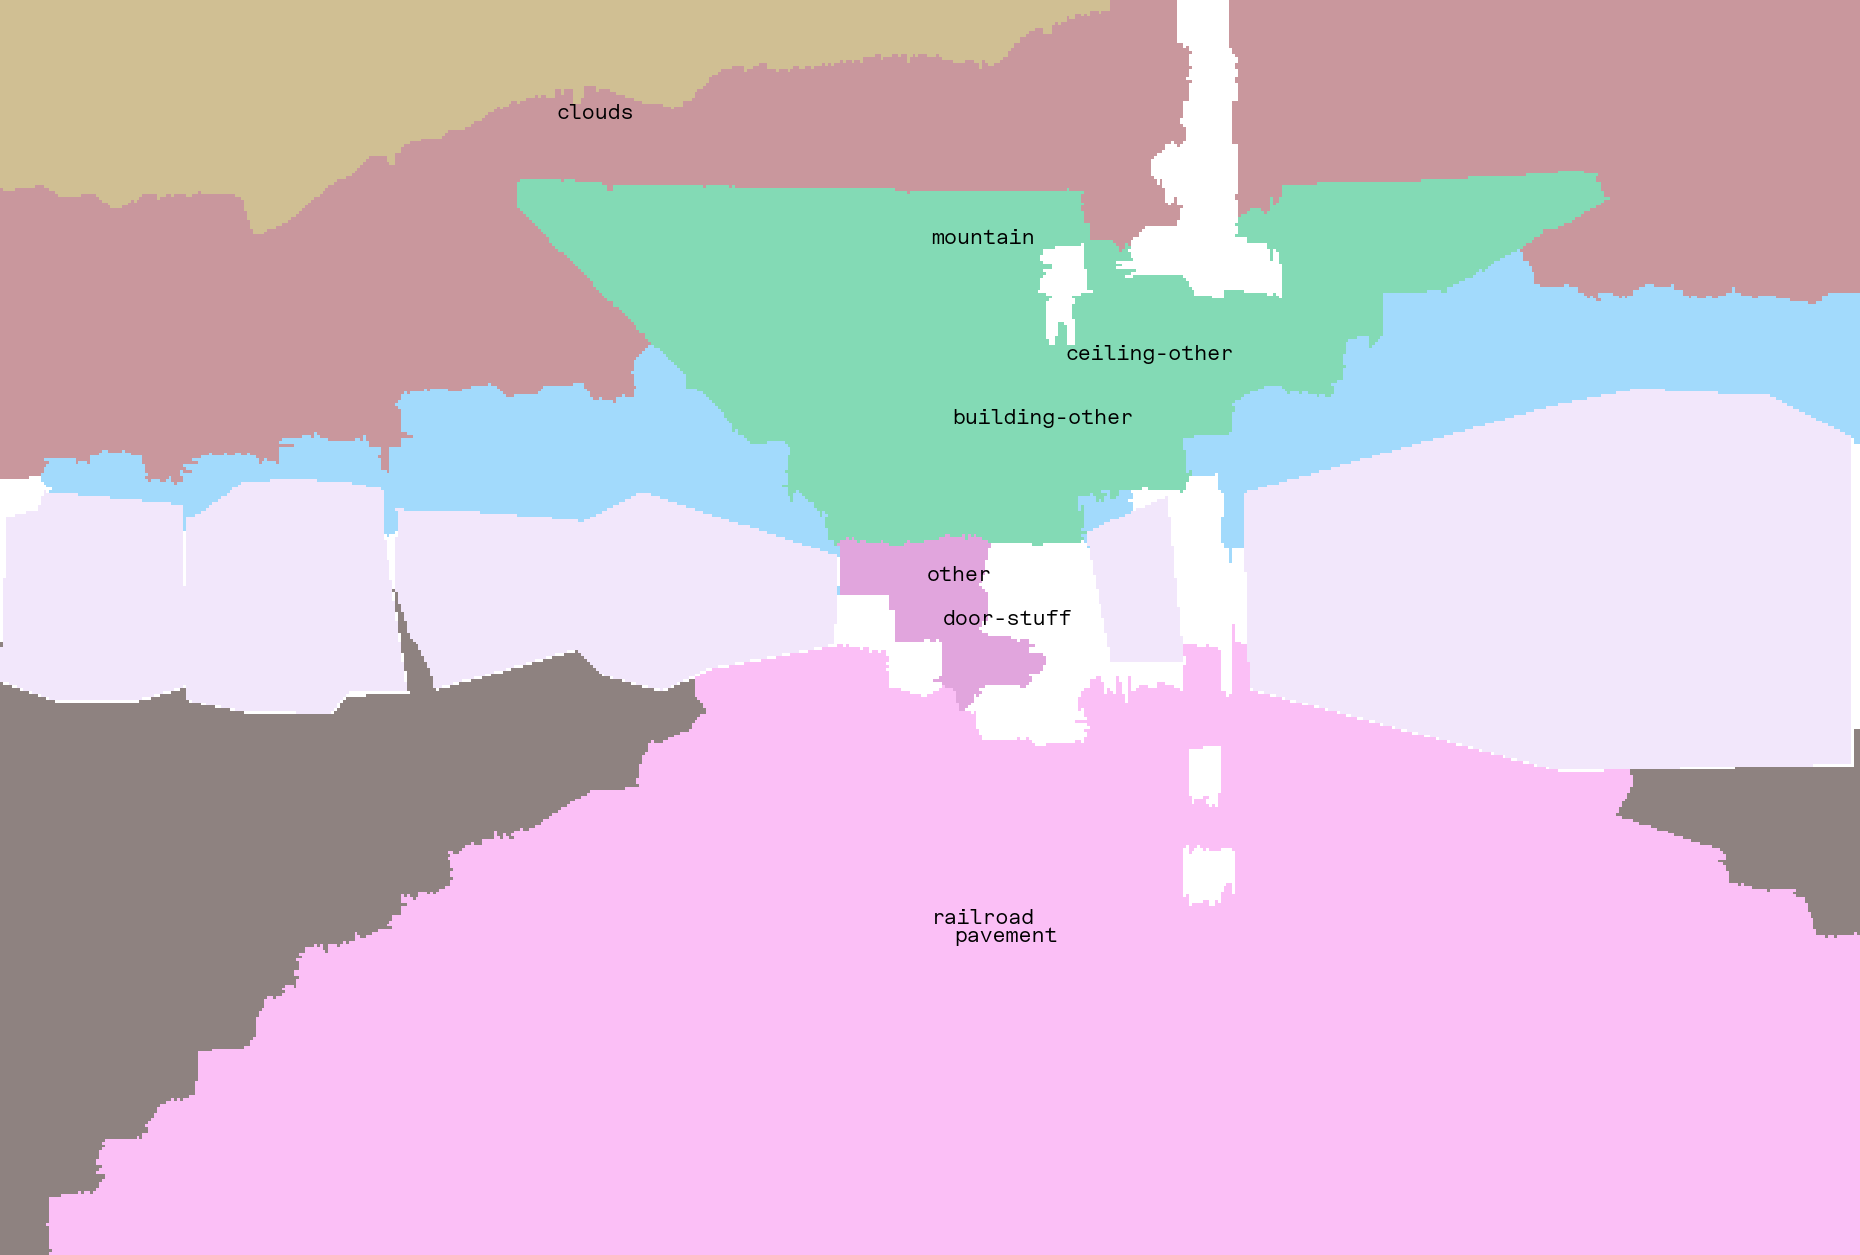 clouds
mountain
ceiling-other
building-other
other
door-stuff
railroad
pavement